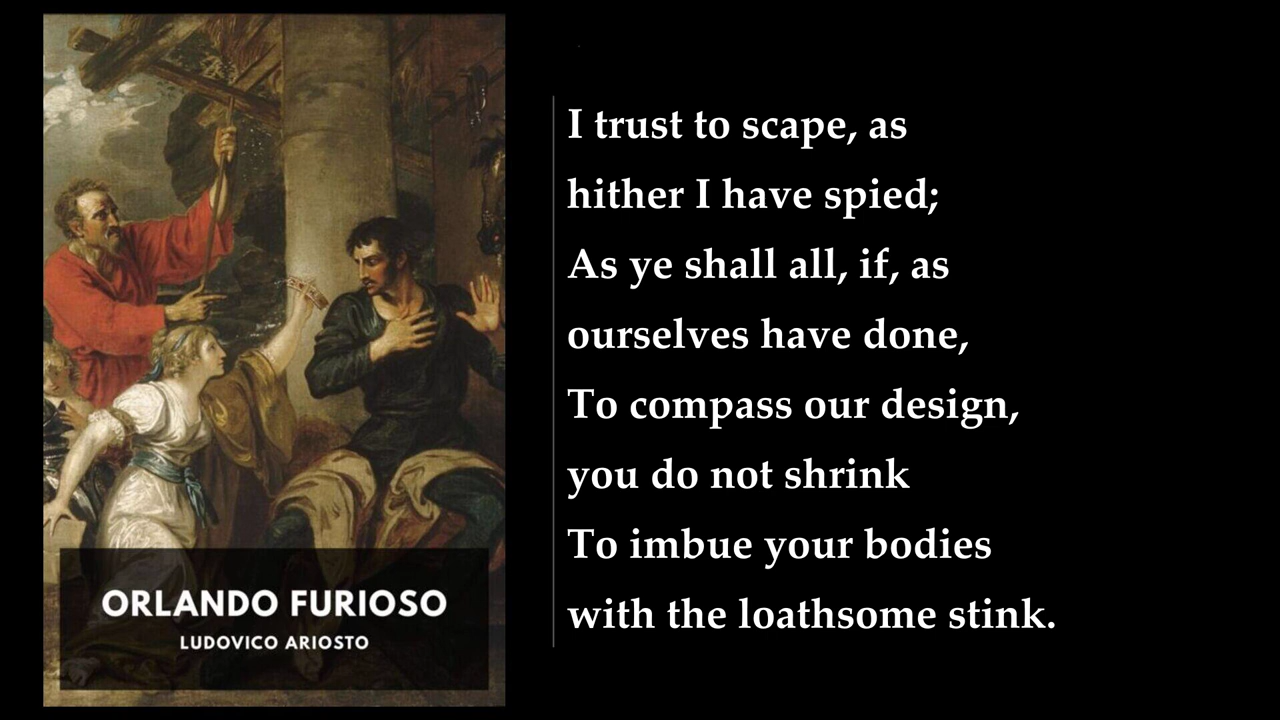 ORLANDO FURIOSO
LUDOVICO ARIOSTO
I trust to scape, as
hither I have spied;
As ye shall all, if, as
ourselves have done,
To compass our design,
you do not shrink
To imbue your bodies
with the loathsome stink.